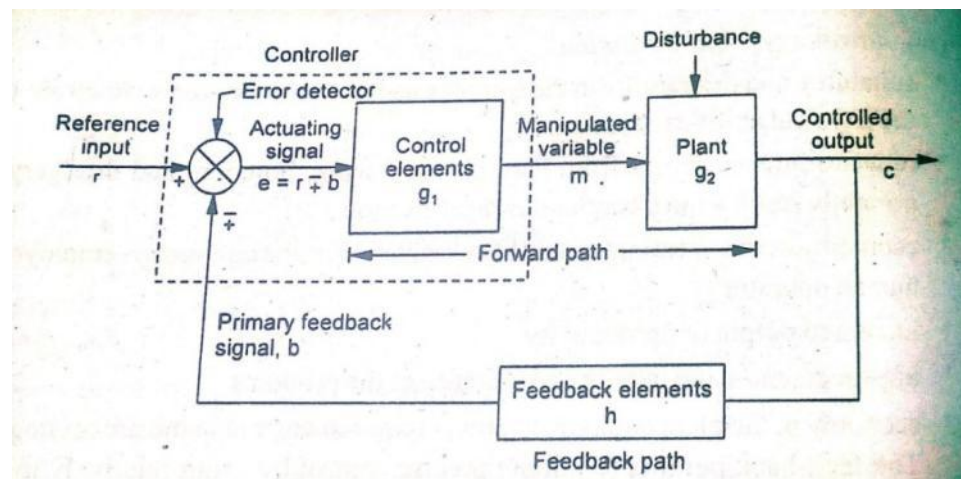 Disturbance
Controller
Error detector
Reference
input
r
+
∓
Actuating
signal
e = r ∓ b
Control
elements
g₁
Manipulated
variable
m
Plant
g₂
Controlled
output
c
Forward path
Primary feedback
signal, b
Feedback elements
h
Feedback path